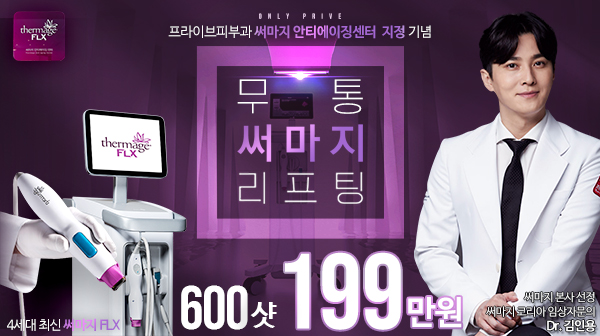 ONLY PRIVE
프라이브피부과 써마지 안티에이징센터 지정 기념
thermage
FLX
무통
써마지
리프팅
thermage
FLX
600샷 199만원
4세대 최신 써마지 FLX
써마지 본사 선정
써마지 코리아 임상자문의
Dr. 김인용